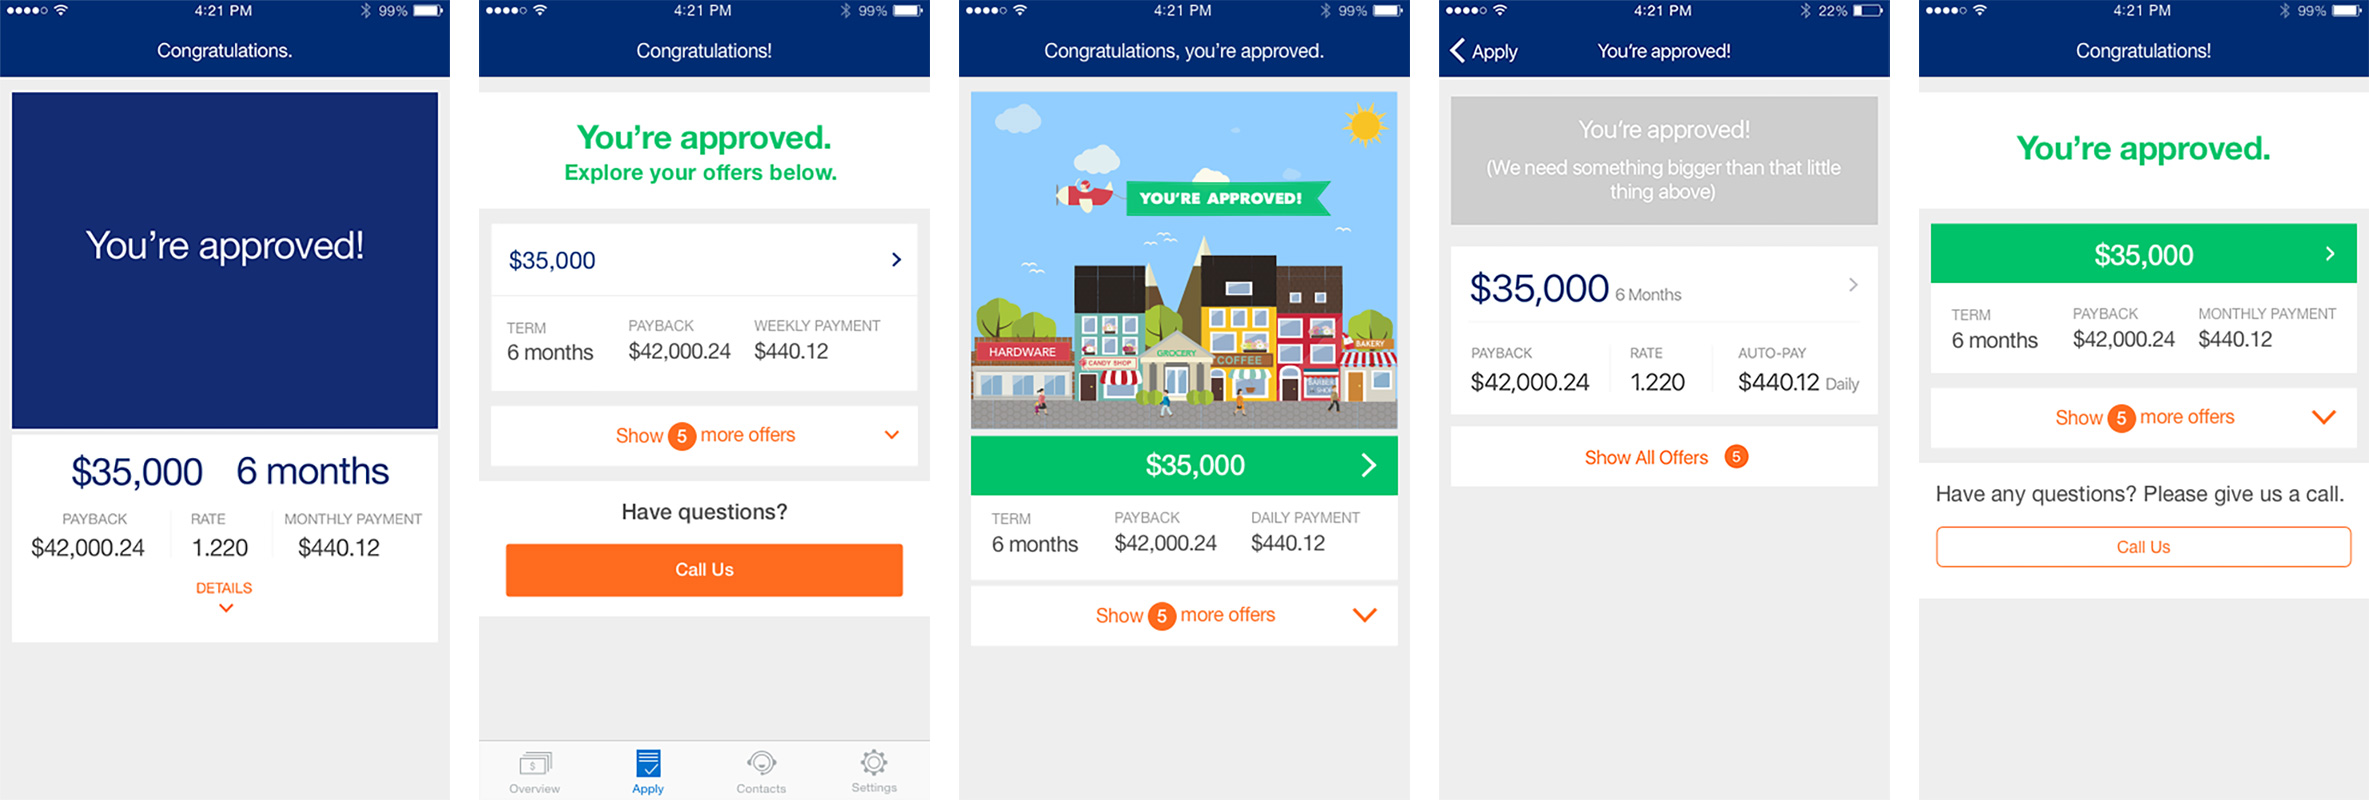 4:21 PM
99%
Congratulations.
You're approved!
$35,000 6 months
PAYBACK RATE MONTHLY PAYMENT
$42,000.24 1.220 $440.12
DETAILS
4:21 PM
99%
Congratulations!
You're approved.
Explore your offers below.
$35,000
TERM PAYBACK WEEKLY PAYMENT
6 months $42,000.24 $440.12
Show 5 more offers
Have questions?
Call Us
Overview Apply Contacts Settings
4:21 PM
99%
Congratulations, you're approved.
YOU'RE APPROVED!
HARDWARE
CANDY SHOP
GROCERY
COFFEE
BARBER
SHOP
BAKERY
$35,000
TERM PAYBACK DAILY PAYMENT
6 months $42,000.24 $440.12
Show 5 more offers
4:21 PM
22%
Apply You're approved!
You're approved!
(We need something bigger than that little
thing above)
$35,000 6 Months
PAYBACK RATE AUTO-PAY
$42,000.24 1.220 $440.12 Daily
Show All Offers 5
4:21 PM
99%
Congratulations!
You're approved.
$35,000
TERM PAYBACK MONTHLY PAYMENT
6 months $42,000.24 $440.12
Show 5 more offers
Have any questions? Please give us a call.
Call Us